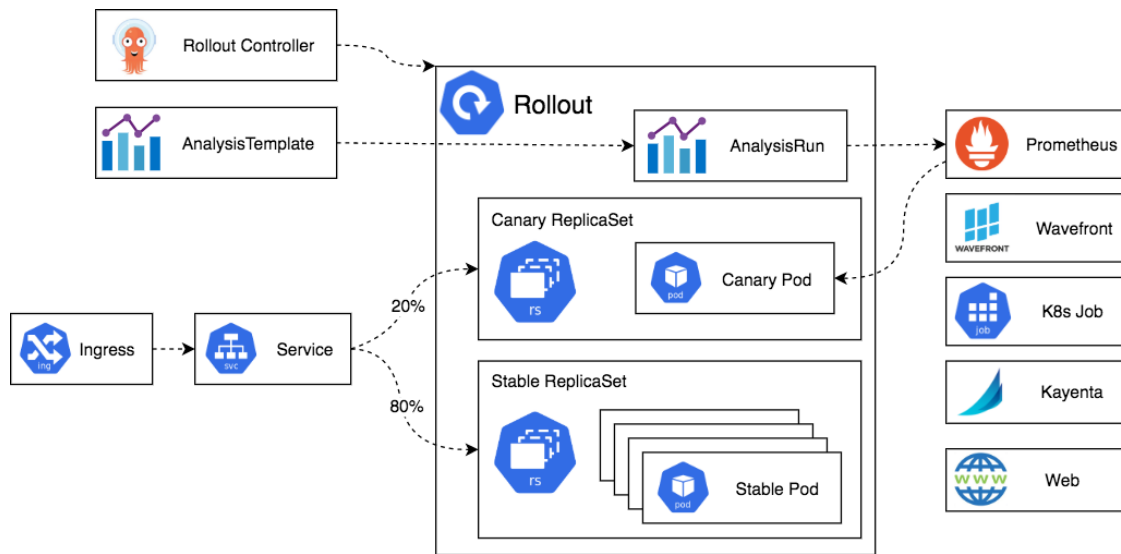 Rollout Controller
Rollout
AnalysisTemplate
AnalysisRun
Prometheus
Canary ReplicaSet
Wavefront
WAVEFRONT
rs
pod
Canary Pod
20%
K8s Job
job
Ingress
ing
Service
svc
Stable ReplicaSet
80%
Kayenta
rs
pod
Stable Pod
www
Web